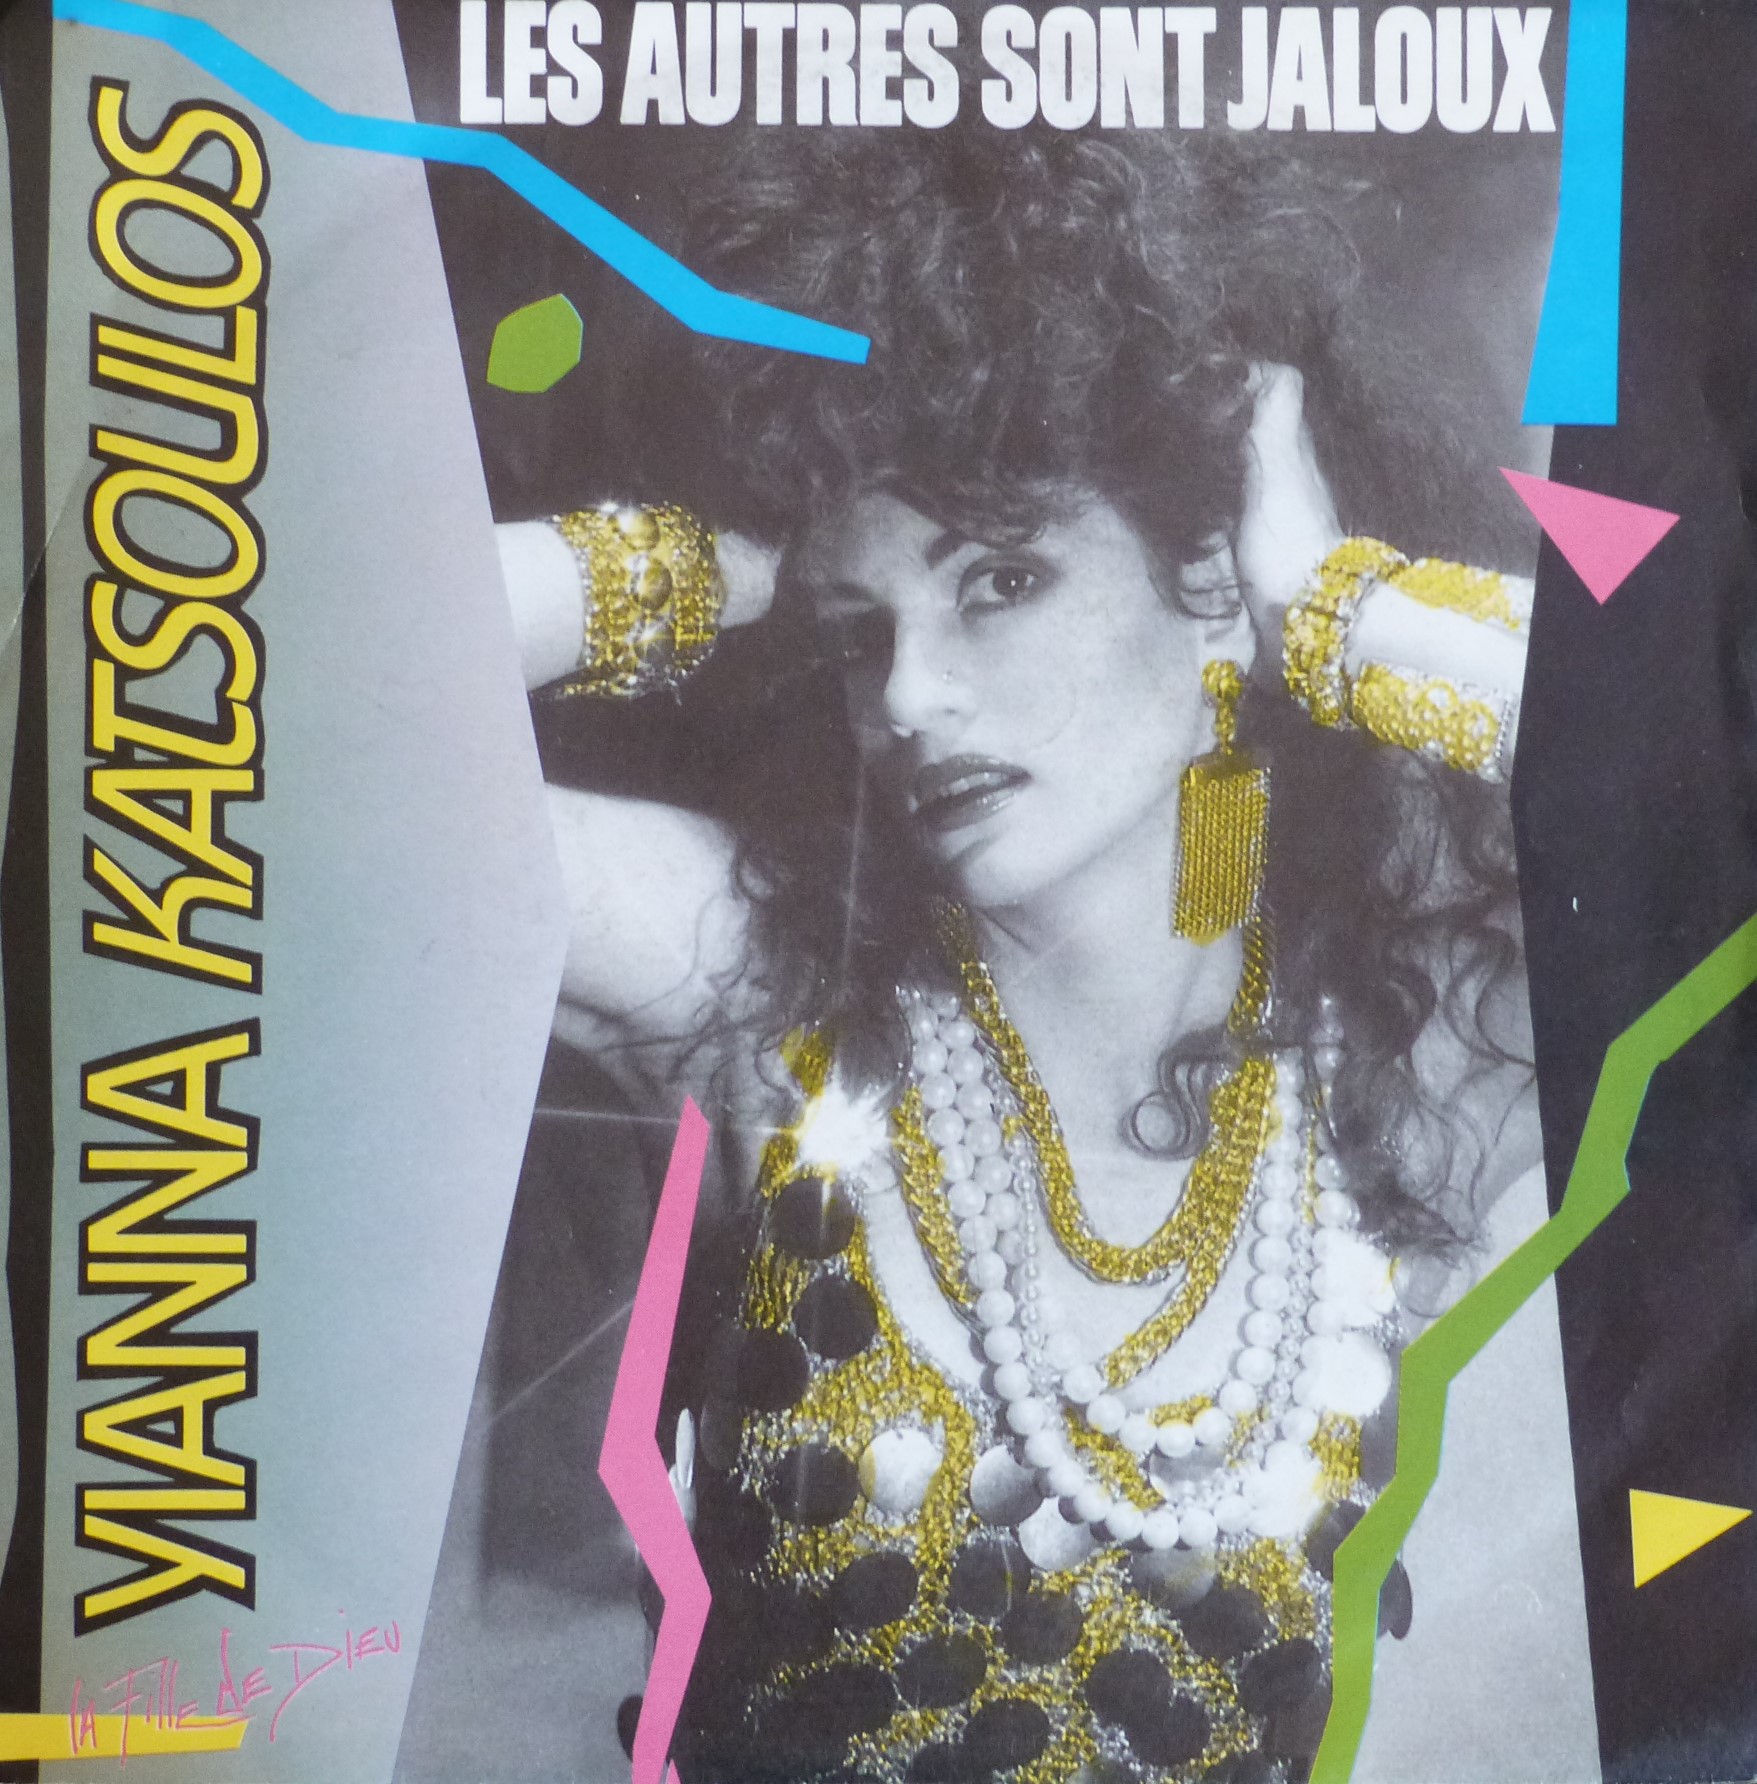 LES AUTRES SONT JALOUX
YIANNA KATSOULOS
la Fille de Dieu